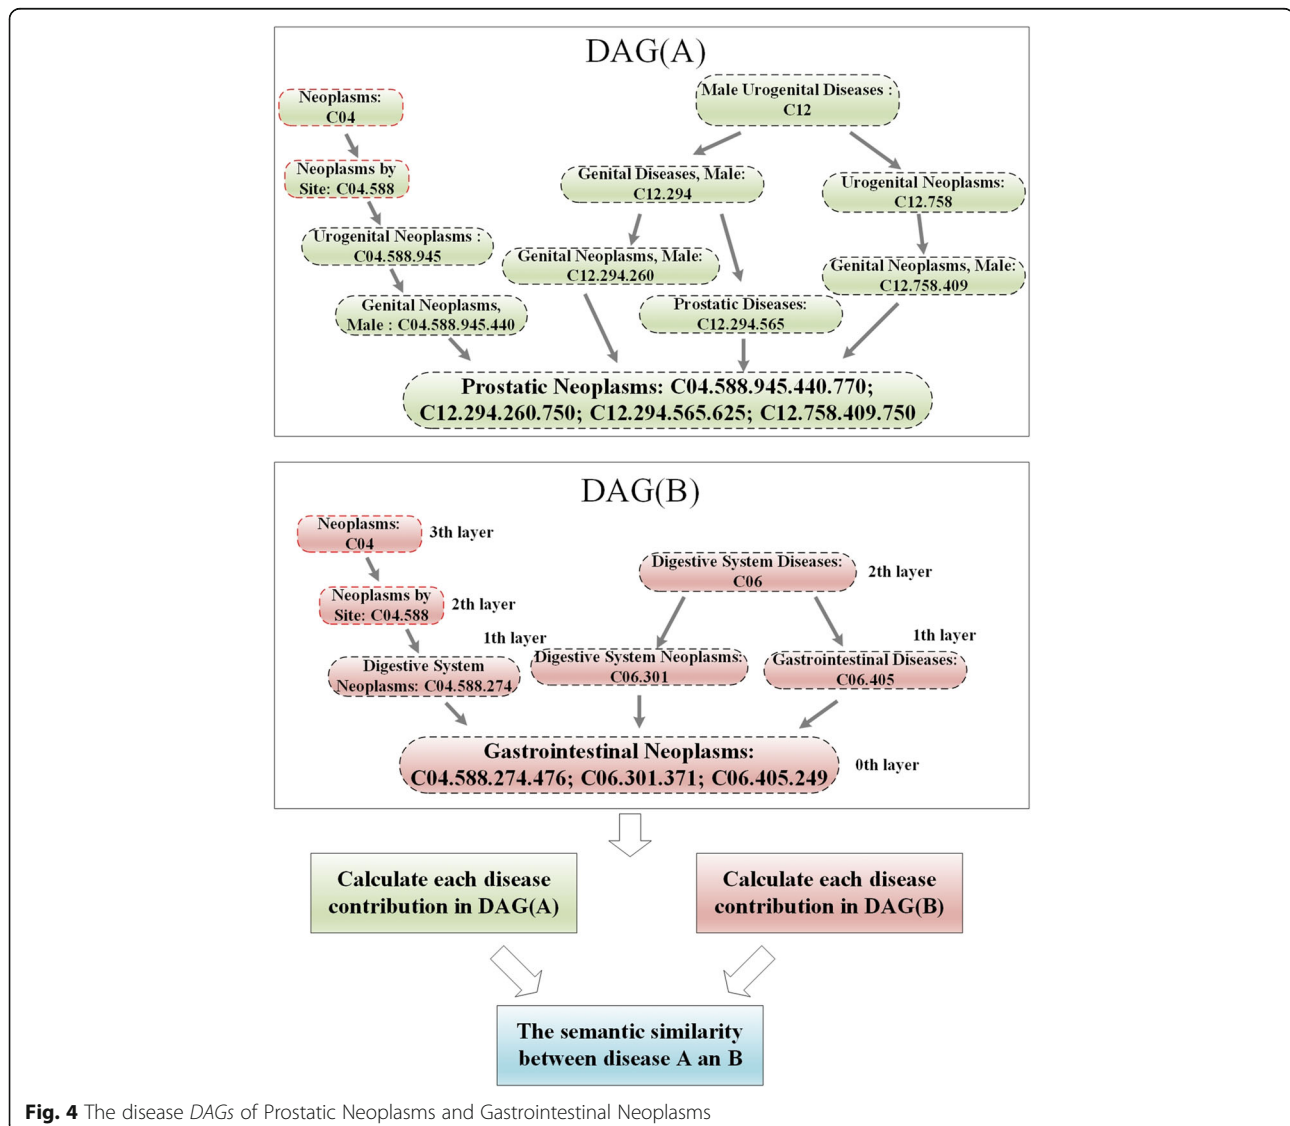 DAG(A)
Neoplasms:
C04
Male Urogenital Diseases :
C12
Neoplasms by
Site: C04.588
Genital Diseases, Male:
C12.294
Urogenital Neoplasms:
C12.758
Urogenital Neoplasms :
C04.588.945
Genital Neoplasms, Male:
C12.294.260
Genital Neoplasms, Male:
C12.758.409
Genital Neoplasms,
Male : C04.588.945.440
Prostatic Diseases:
C12.294.565
Prostatic Neoplasms: C04.588.945.440.770;
C12.294.260.750; C12.294.565.625; C12.758.409.750
DAG(B)
Neoplasms:
C04
3th layer
Digestive System Diseases:
C06
2th layer
Neoplasms by
Site: C04.588
2th layer
1th layer
1th layer
Digestive System
Neoplasms: C04.588.274
Digestive System Neoplasms:
C06.301
Gastrointestinal Diseases:
C06.405
Gastrointestinal Neoplasms:
C04.588.274.476; C06.301.371; C06.405.249
0th layer
Calculate each disease
contribution in DAG(A)
Calculate each disease
contribution in DAG(B)
The semantic similarity
between disease A an B
Fig. 4 The disease DAGs of Prostatic Neoplasms and Gastrointestinal Neoplasms